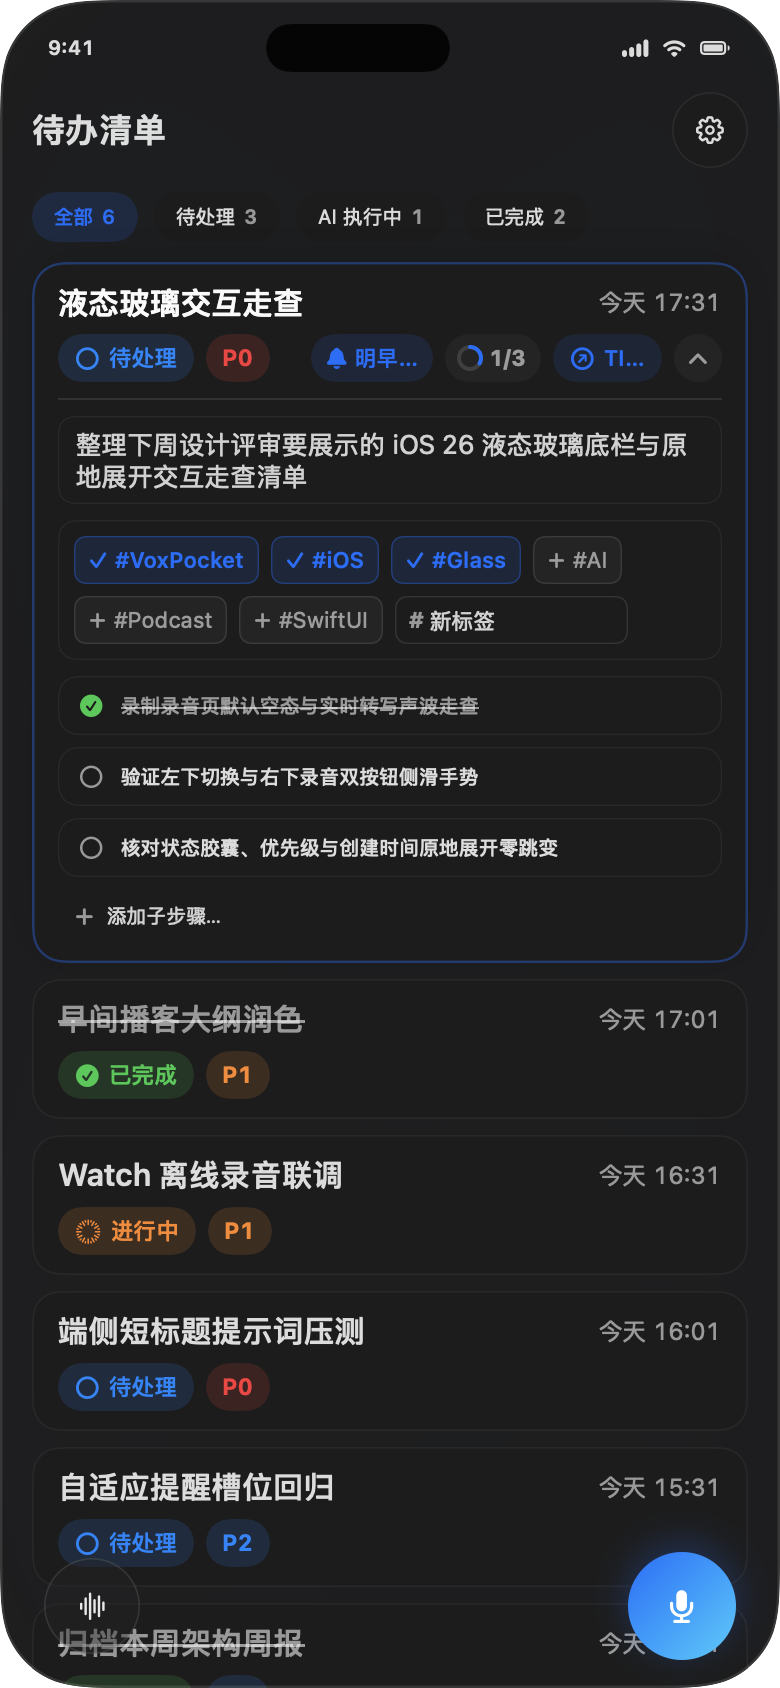 9:41
待办清单
全部 6 待处理 3 AI 执行中 1 已完成 2
液态玻璃交互走查 今天 17:31
待处理 P0 明早... 1/3 TI...
整理下周设计评审要展示的 iOS 26 液态玻璃底栏与原
地展开交互走查清单
#VoxPocket #iOS #Glass + #AI
+ #Podcast + #SwiftUI # 新标签
录制录音页默认空态与实时转写声波走查
验证左下切换与右下录音双按钮侧滑手势
核对状态胶囊、优先级与创建时间原地展开零跳变
+ 添加子步骤...
早间播客大纲润色 今天 17:01
已完成 P1
Watch 离线录音联调 今天 16:31
进行中 P1
端侧短标题提示词压测 今天 16:01
待处理 P0
自适应提醒槽位回归 今天 15:31
待处理 P2
归档本周架构周报 今天